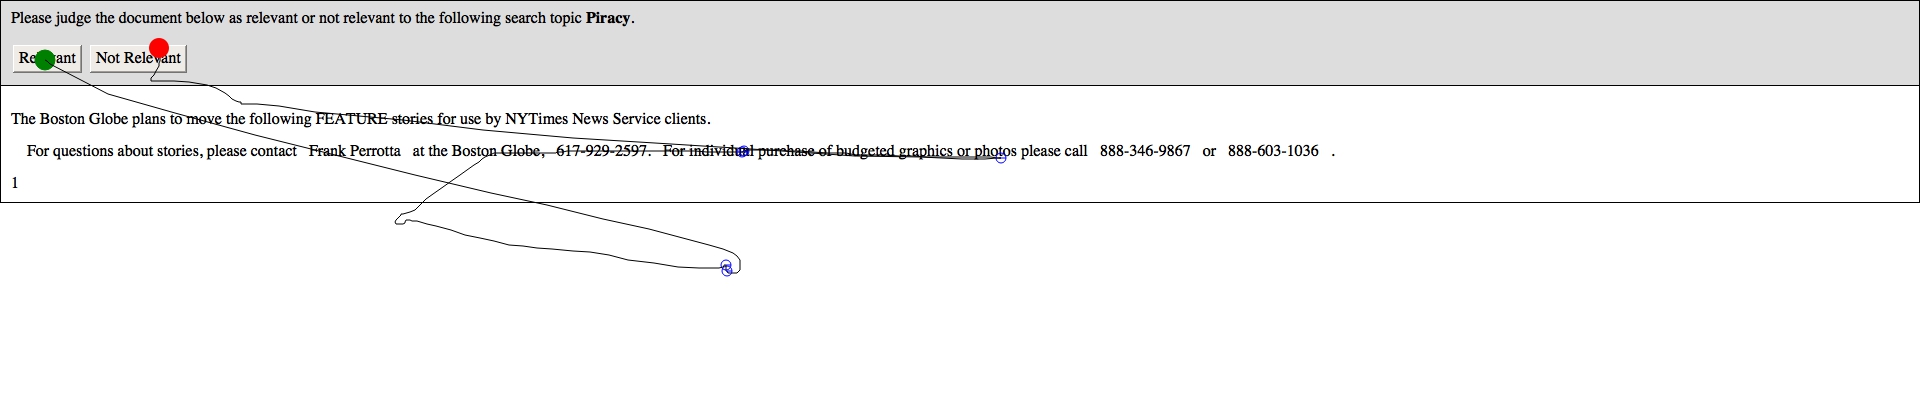 Please judge the document below as relevant or not relevant to the following search topic Piracy.
Relevant Not Relevant
The Boston Globe plans to move the following FEATURE stories for use by NYTimes News Service clients.
For questions about stories, please contact Frank Perrotta at the Boston Globe, 617-929-2597. For individual purchase of budgeted graphics or photos please call 888-346-9867 or 888-603-1036 .
1